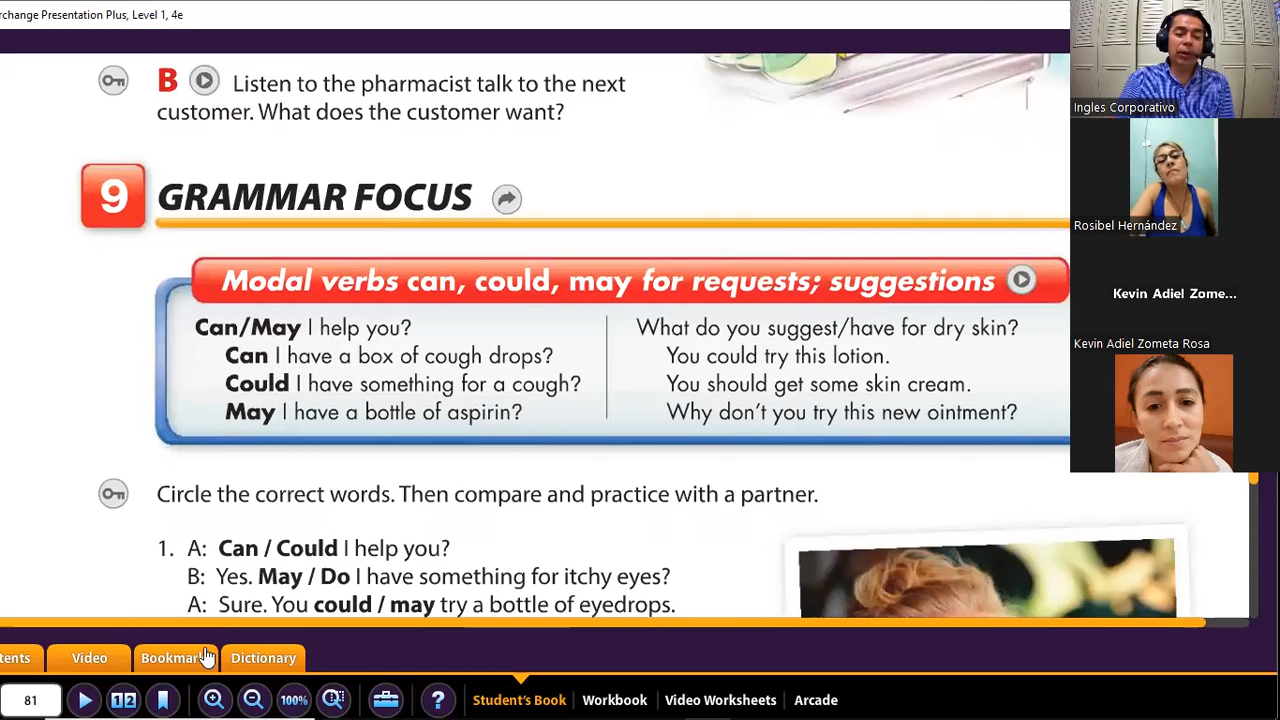 rchange Presentation Plus, Level 1, 4e
B Listen to the pharmacist talk to the next
customer. What does the customer want?
9 GRAMMAR FOCUS
Modal verbs can, could, may for requests; suggestions
Can/May I help you?
Can I have a box of cough drops?
Could I have something for a cough?
May I have a bottle of aspirin?
What do you suggest/have for dry skin?
You could try this lotion.
You should get some skin cream.
Why don't you try this new ointment?
Circle the correct words. Then compare and practice with a partner.
1. A: Can / Could I help you?
B: Yes. May / Do I have something for itchy eyes?
A: Sure. You could / may try a bottle of eyedrops.
Ingles Corporativo
Rosibel Hernández
Kevin Adiel Zome...
Kevin Adiel Zometa Rosa
tents Video Bookmar Dictionary
81 12 100% ? Student's Book Workbook Video Worksheets Arcade